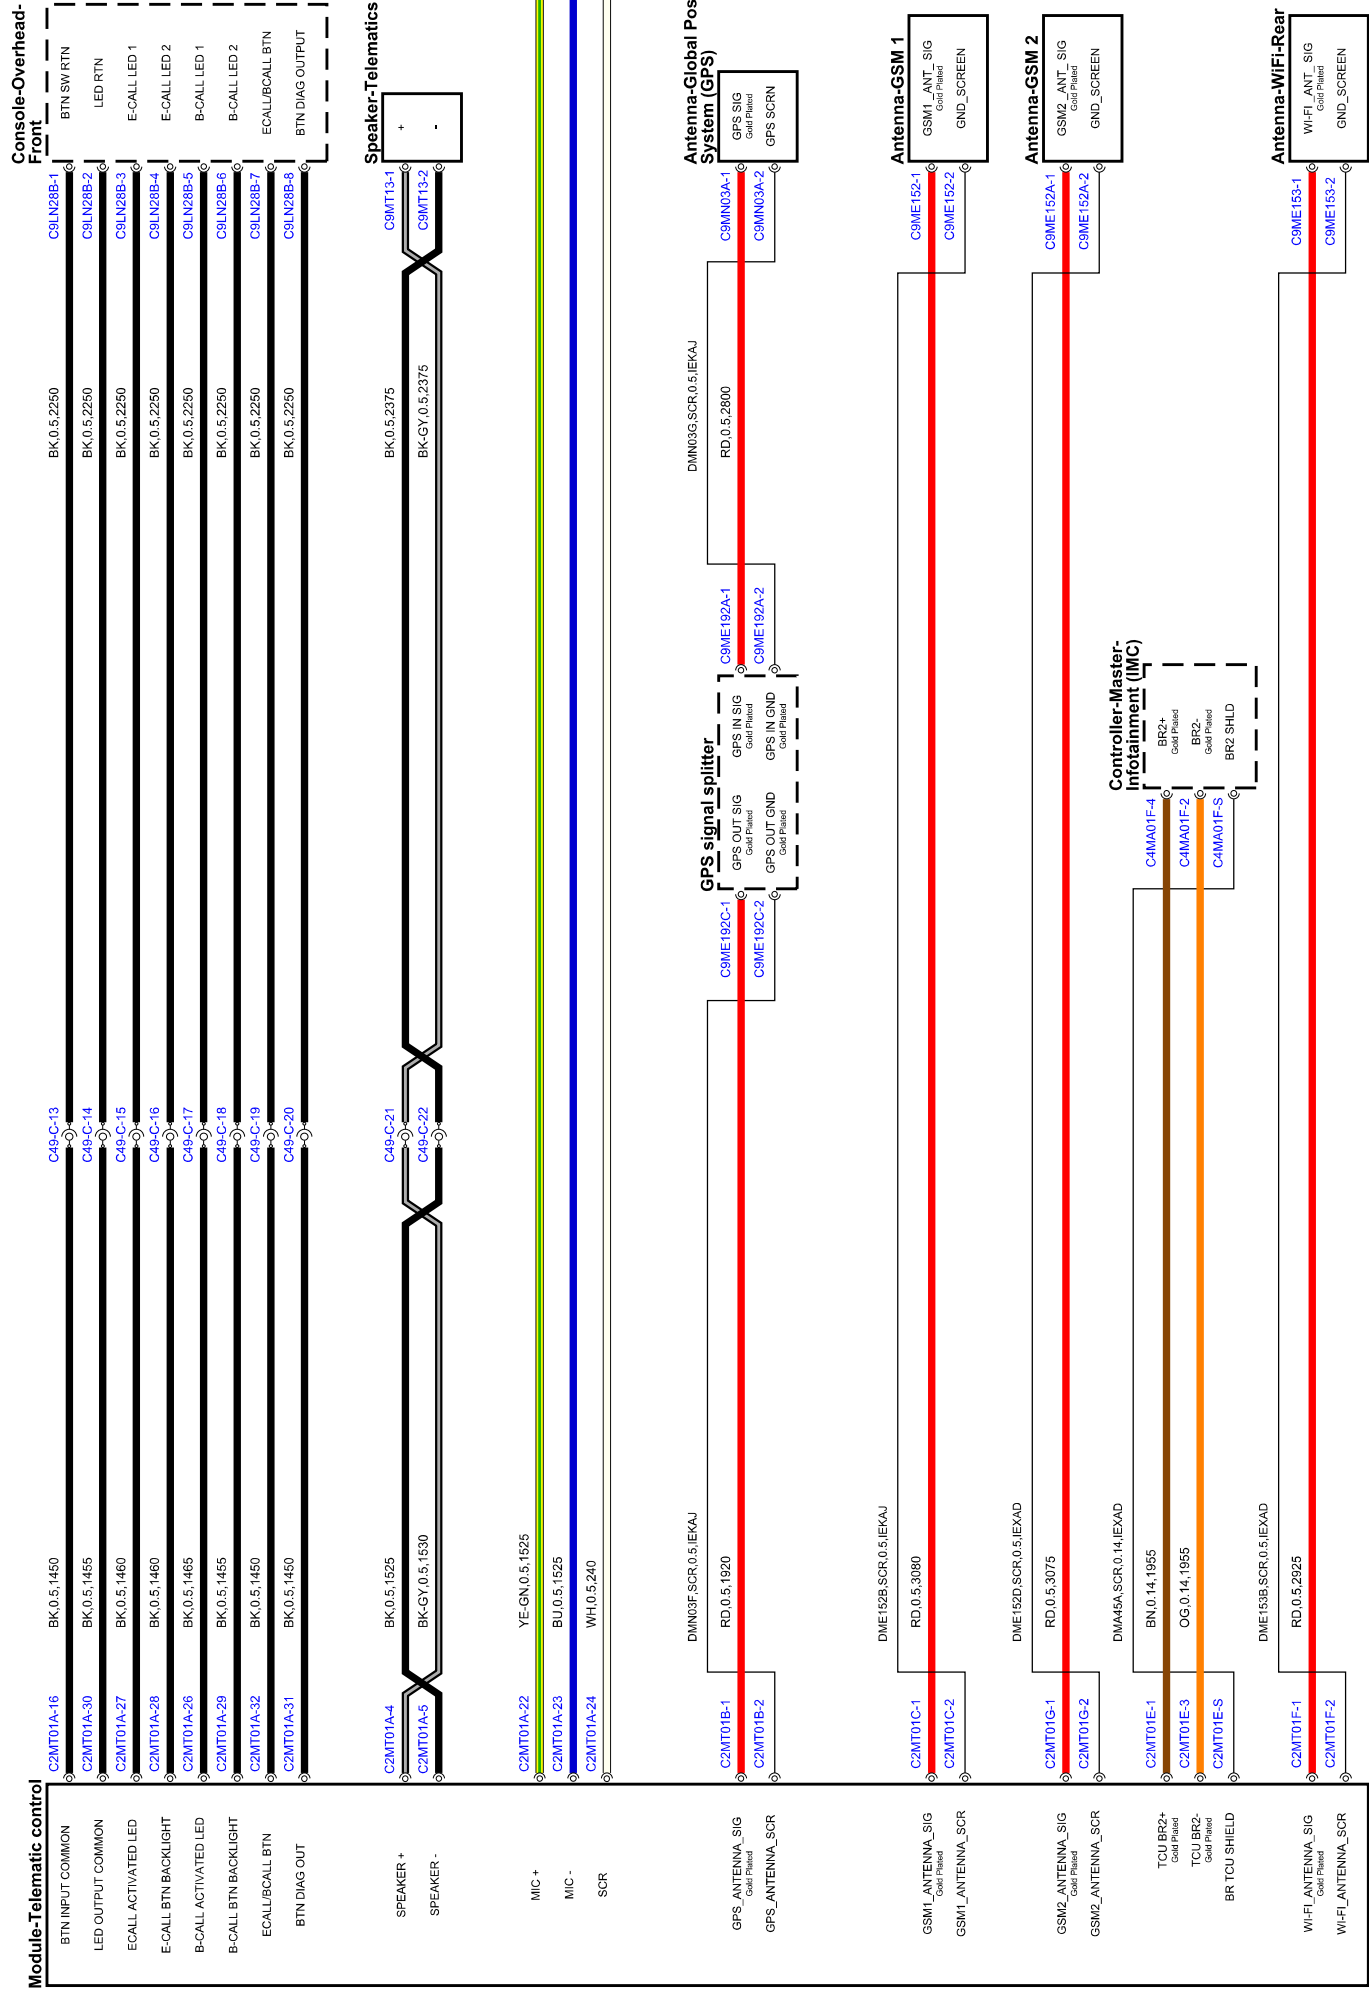 Console-Overhead-
Front
BTN SW RTN
LED RTN
E-CALL LED 1
E-CALL LED 2
B-CALL LED 1
B-CALL LED 2
ECALL/BCALL BTN
BTN DIAG OUTPUT
C9LN28B-1
C9LN28B-2
C9LN28B-3
C9LN28B-4
C9LN28B-5
C9LN28B-6
C9LN28B-7
C9LN28B-8
BK,0.5,2250
BK,0.5,2250
BK,0.5,2250
BK,0.5,2250
BK,0.5,2250
BK,0.5,2250
BK,0.5,2250
BK,0.5,2250
C49-C-13
C49-C-14
C49-C-15
C49-C-16
C49-C-17
C49-C-18
C49-C-19
C49-C-20
BK,0.5,1450
BK,0.5,1455
BK,0.5,1460
BK,0.5,1460
BK,0.5,1465
BK,0.5,1455
BK,0.5,1450
BK,0.5,1450
C2MT01A-16
C2MT01A-30
C2MT01A-27
C2MT01A-28
C2MT01A-26
C2MT01A-29
C2MT01A-32
C2MT01A-31
Module-Telematic control
BTN INPUT COMMON
LED OUTPUT COMMON
ECALL ACTIVATED LED
E-CALL BTN BACKLIGHT
B-CALL ACTIVATED LED
B-CALL BTN BACKLIGHT
ECALL/BCALL BTN
BTN DIAG OUT
Speaker-Telematics
+
-
C9MT13-1
C9MT13-2
BK,0.5,2375
BK-GY,0.5,2375
C49-C-21
C49-C-22
BK,0.5,1525
BK-GY,0.5,1530
C2MT01A-4
C2MT01A-5
SPEAKER +
SPEAKER -
YE-GN,0.5,1525
BU,0.5,1525
WH,0.5,240
C2MT01A-22
C2MT01A-23
C2MT01A-24
MIC +
MIC -
SCR
Antenna-Global Pos
System (GPS)
GPS SIG
Gold Plated
GPS SCRN
C9MN03A-1
C9MN03A-2
DMN03G,SCR,0.5,IEKAJ
RD,0.5,2800
C9ME192A-1
C9ME192A-2
GPS signal splitter
GPS IN SIG
Gold Plated
GPS IN GND
Gold Plated
GPS OUT SIG
Gold Plated
GPS OUT GND
Gold Plated
C9ME192C-1
C9ME192C-2
DMN03F,SCR,0.5,IEKAJ
RD,0.5,1920
C2MT01B-1
C2MT01B-2
GPS_ANTENNA_SIG
Gold Plated
GPS_ANTENNA_SCR
Antenna-GSM 1
GSM1_ANT_ SIG
Gold Plated
GND_SCREEN
C9ME152-1
C9ME152-2
DME152B,SCR,0.5,IEKAJ
RD,0.5,3080
C2MT01C-1
C2MT01C-2
GSM1_ANTENNA_SIG
Gold Plated
GSM1_ANTENNA_SCR
Antenna-GSM 2
GSM2_ANT_ SIG
Gold Plated
GND_SCREEN
C9ME152A-1
C9ME152A-2
DME152D,SCR,0.5,IEXAD
RD,0.5,3075
C2MT01G-1
C2MT01G-2
GSM2_ANTENNA_SIG
Gold Plated
GSM2_ANTENNA_SCR
Controller-Master-
Infotainment (IMC)
BR2+
Gold Plated
BR2-
Gold Plated
BR2 SHLD
C4MA01F-4
C4MA01F-2
C4MA01F-S
DMA45A,SCR,0.14,IEXAD
BN,0.14,1955
OG,0.14,1955
C2MT01E-1
C2MT01E-3
C2MT01E-S
TCU BR2+
Gold Plated
TCU BR2-
Gold Plated
BR TCU SHIELD
Antenna-WiFi-Rear
WI-FI_ANT_ SIG
Gold Plated
GND_SCREEN
C9ME153-1
C9ME153-2
DME153B,SCR,0.5,IEXAD
RD,0.5,2925
C2MT01F-1
C2MT01F-2
WI-FI_ANTENNA_SIG
Gold Plated
WI-FI_ANTENNA_SCR